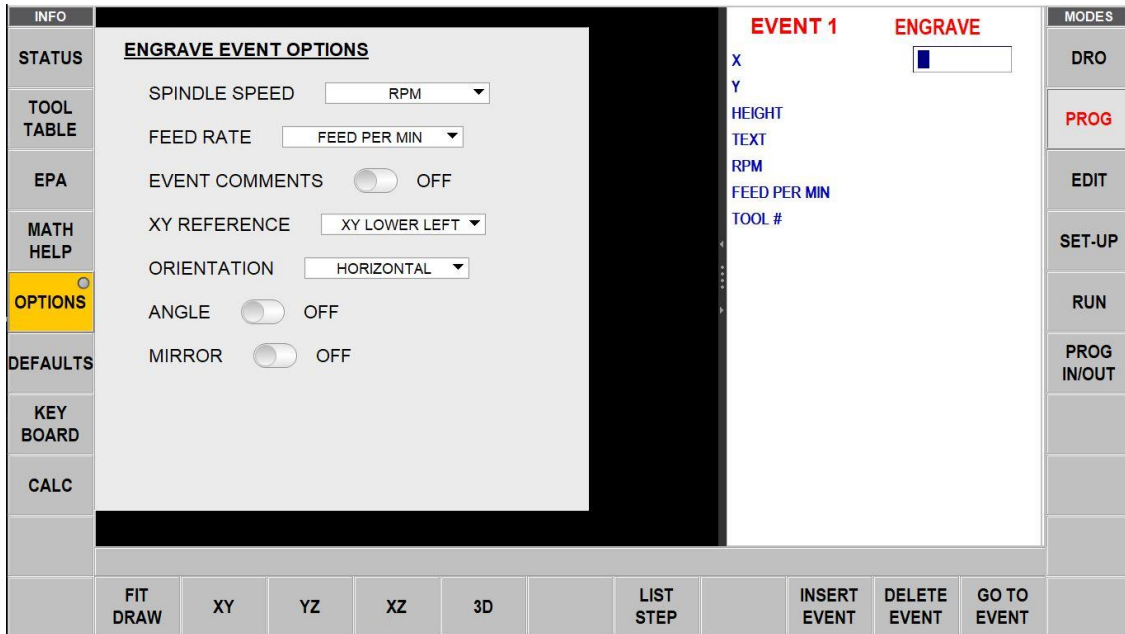 INFO
STATUS
TOOL
TABLE
EPA
MATH
HELP
OPTIONS
DEFAULTS
KEY
BOARD
CALC
ENGRAVE EVENT OPTIONS
SPINDLE SPEED RPM
FEED RATE FEED PER MIN
EVENT COMMENTS OFF
XY REFERENCE XY LOWER LEFT
ORIENTATION HORIZONTAL
ANGLE OFF
MIRROR OFF
EVENT 1 ENGRAVE
X
Y
HEIGHT
TEXT
RPM
FEED PER MIN
TOOL #
MODES
DRO
PROG
EDIT
SET-UP
RUN
PROG
IN/OUT
FIT
DRAW
XY
YZ
XZ
3D
LIST
STEP
INSERT
EVENT
DELETE
EVENT
GO TO
EVENT